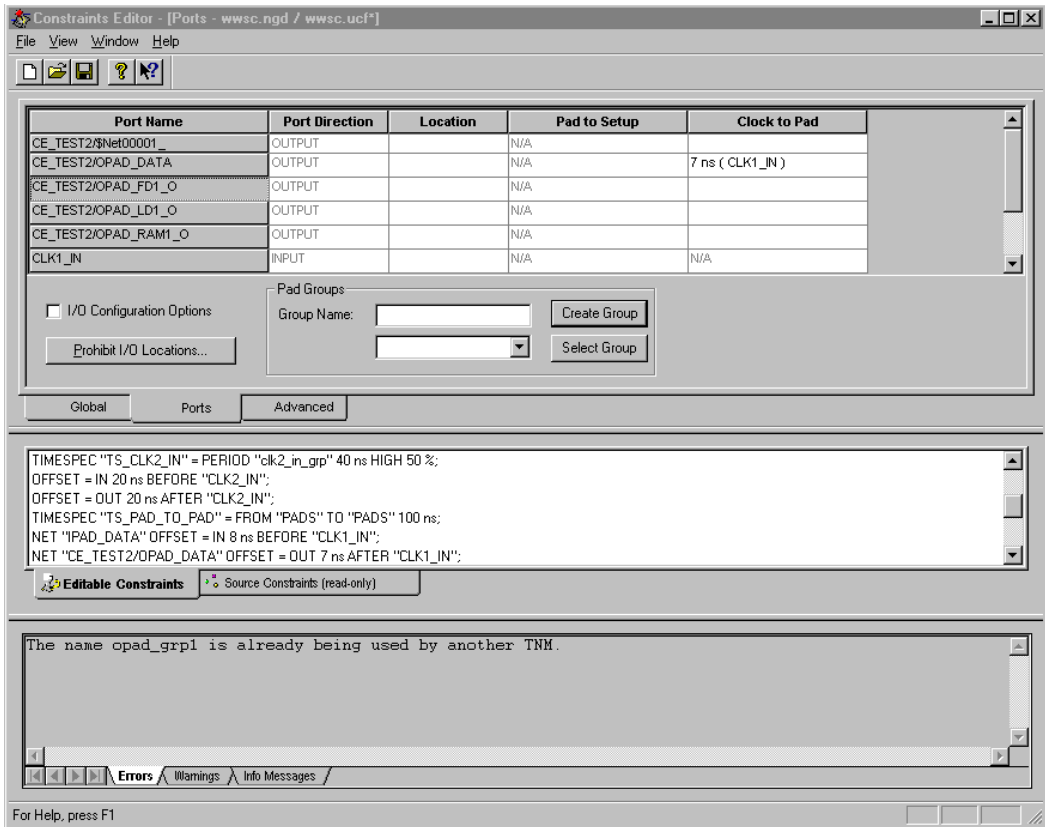 Constraints Editor - [Ports - wwsc.ngd / wwsc.ucf*]
File View Window Help
Port Name Port Direction Location Pad to Setup Clock to Pad
CE_TEST2/$Net00001_ OUTPUT N/A
CE_TEST2/OPAD_DATA OUTPUT N/A 7 ns ( CLK1_IN )
CE_TEST2/OPAD_FD1_O OUTPUT N/A
CE_TEST2/OPAD_LD1_O OUTPUT N/A
CE_TEST2/OPAD_RAM1_O OUTPUT N/A
CLK1_IN INPUT N/A N/A
Pad Groups
I/O Configuration Options Group Name: Create Group
Prohibit I/O Locations... Select Group
Global Ports Advanced
TIMESPEC "TS_CLK2_IN" = PERIOD "clk2_in_grp" 40 ns HIGH 50 %;
OFFSET = IN 20 ns BEFORE "CLK2_IN";
OFFSET = OUT 20 ns AFTER "CLK2_IN";
TIMESPEC "TS_PAD_TO_PAD" = FROM "PADS" TO "PADS" 100 ns;
NET "IPAD_DATA" OFFSET = IN 8 ns BEFORE "CLK1_IN";
NET "CE_TEST2/OPAD_DATA" OFFSET = OUT 7 ns AFTER "CLK1_IN";
Editable Constraints Source Constraints (read-only)
The name opad_grp1 is already being used by another TNM.
Errors Warnings Info Messages
For Help, press F1